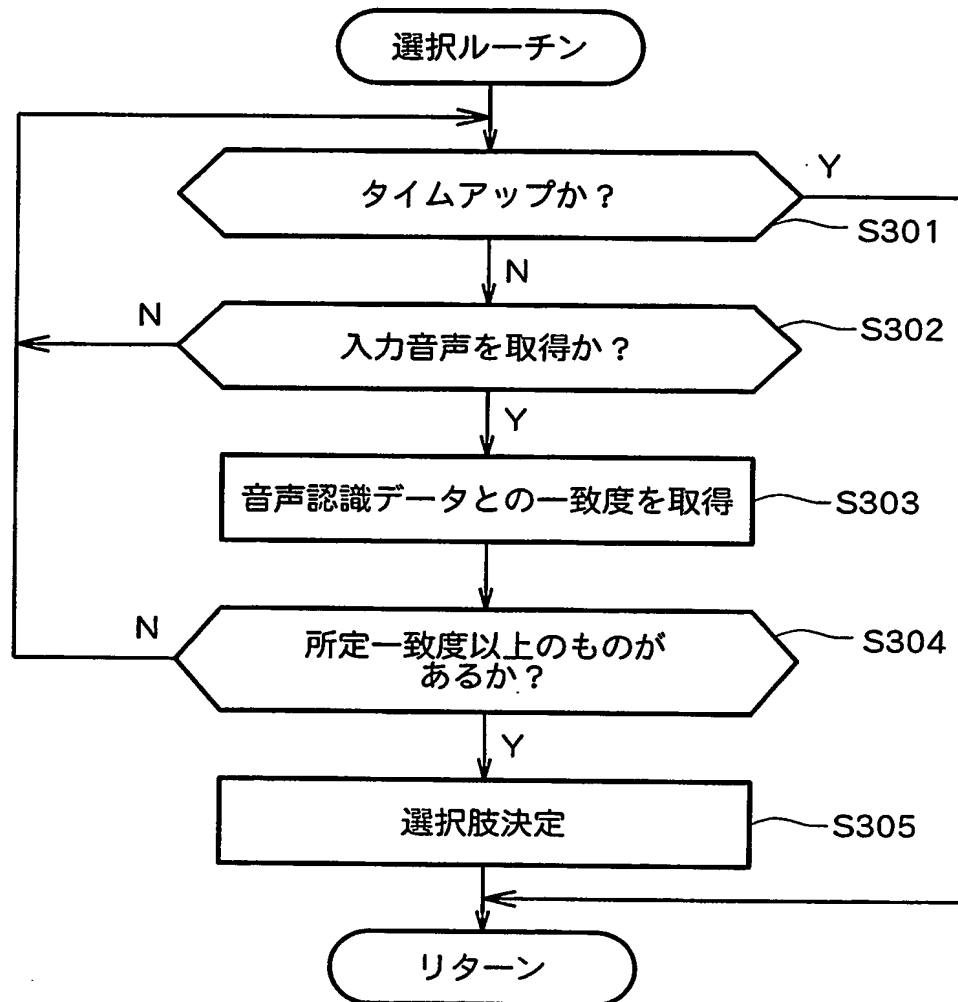 選択ルーチン
タイムアップか？
Y
S301
N
N
入力音声を取得か？
S302
Y
音声認識データとの一致度を取得
S303
N
所定一致度以上のものが
あるか？
S304
Y
選択肢決定
S305
リターン